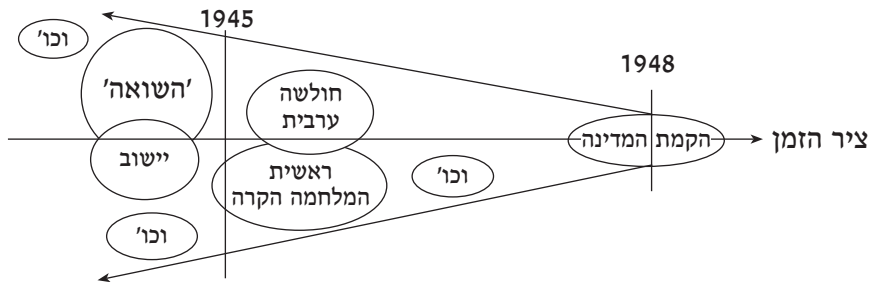 1945
1948
וכו'
'השואה'
יישוב
וכו'
חולשה
ערבית
ראשית
המלחמה הקרה
וכו'
הקמת המדינה
ציר הזמן